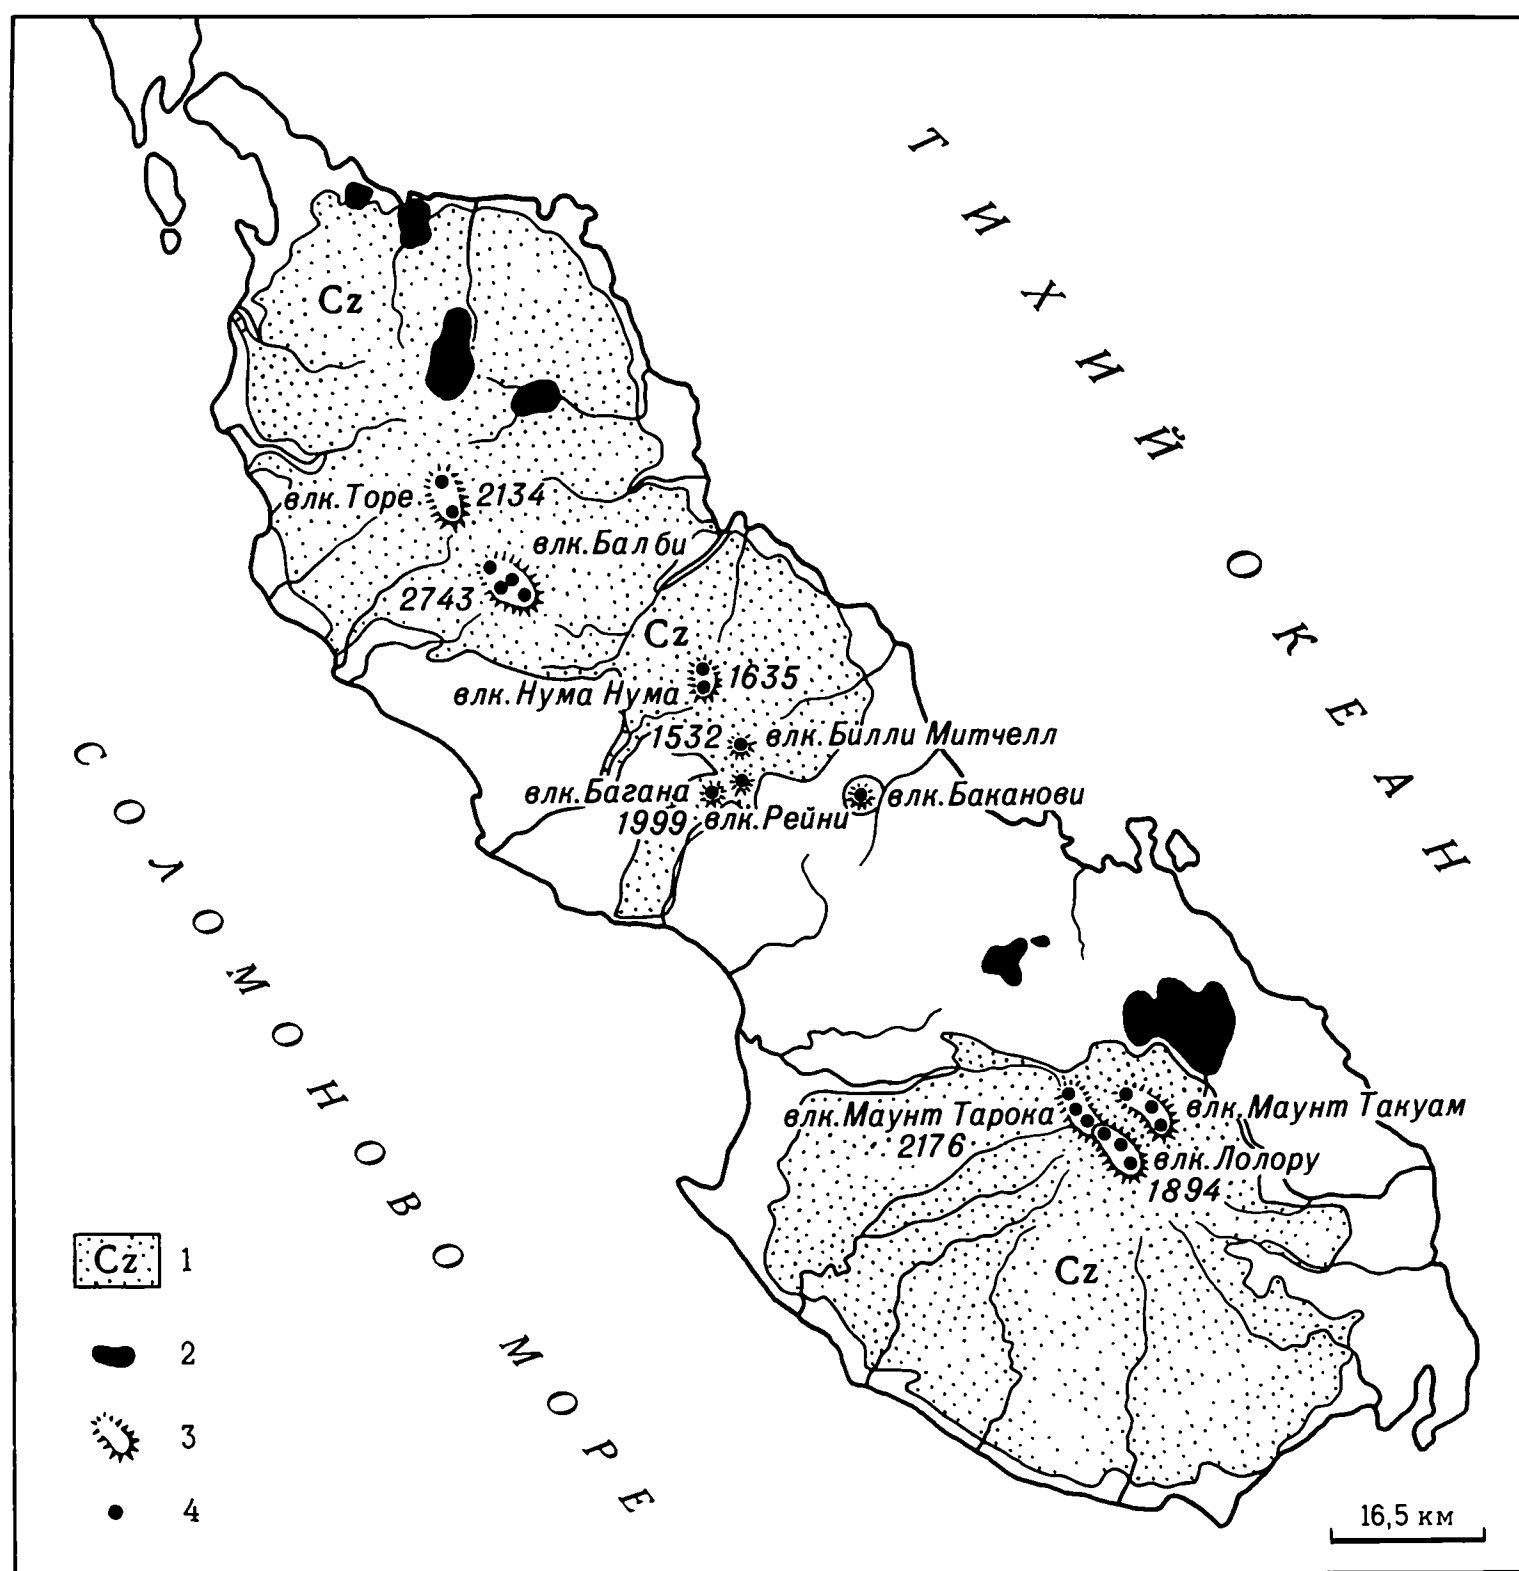 ТИХИЙ ОКЕАН
Cz
влк. Торе
2134
влк. Балби
2743
Cz
1635
влк. Нума Нума
1532
влк. Билли Митчелл
влк. Багана
1999
влк. Рейни
влк. Баканови
СОЛОМОНОВО МОРЕ
влк. Маунт Тарока
2176
влк. Маунт Такуам
влк. Лолору
1894
Cz
Cz 1
2
3
4
16,5 км